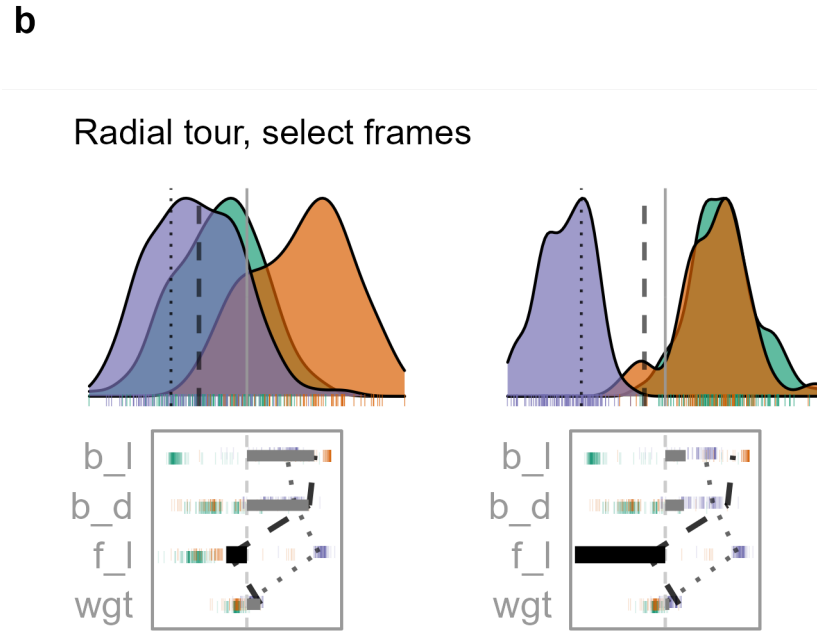 b
Radial tour, select frames
b_l
b_d
f_l
wgt
b_l
b_d
f_l
wgt